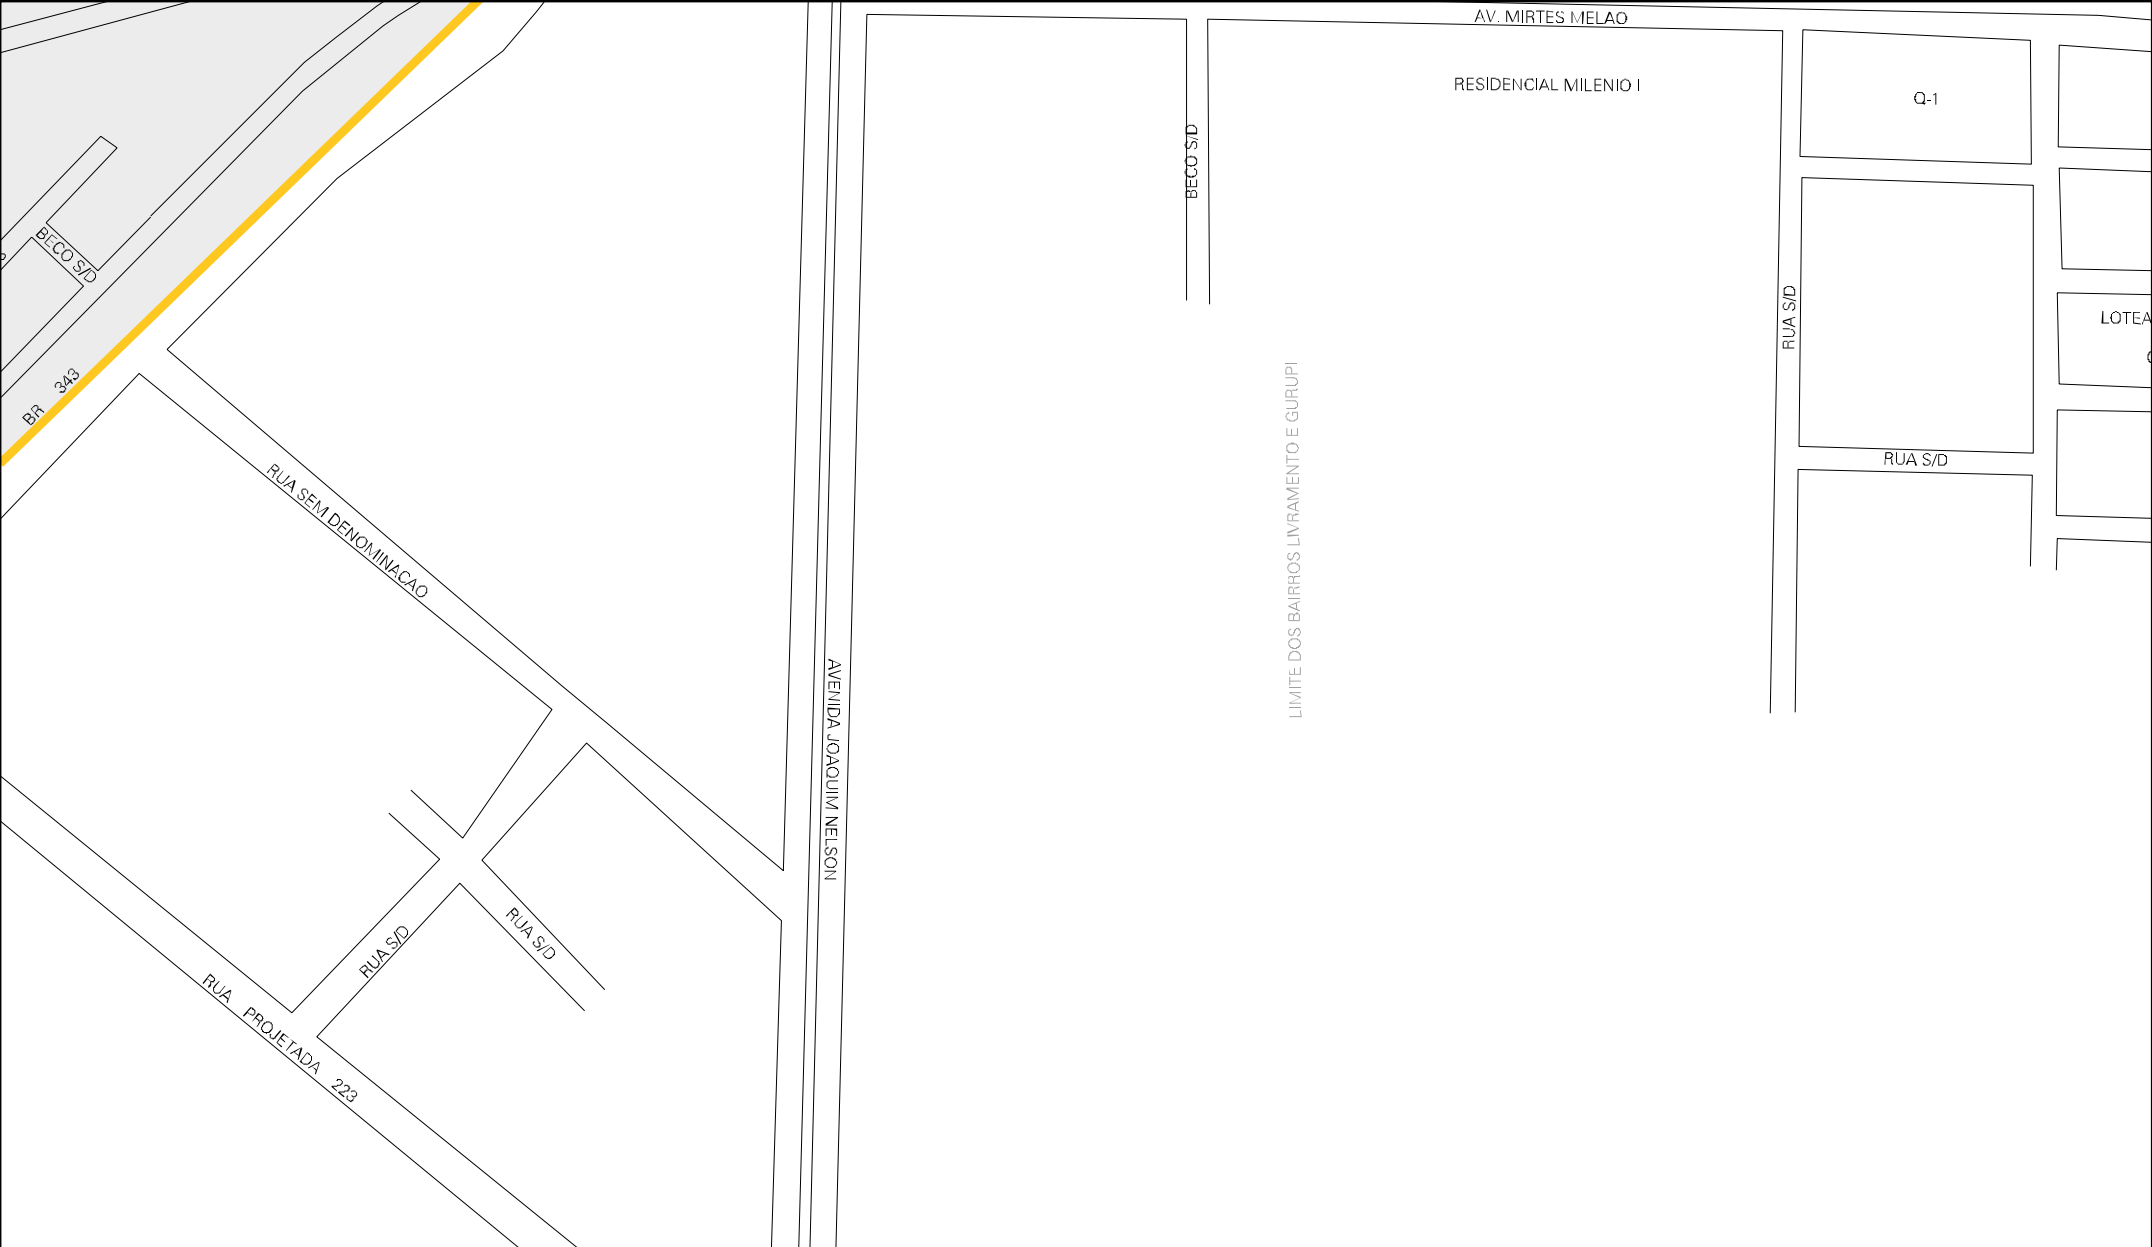 AV. MIRTES MELAO
RESIDENCIAL MILENIO I
Q-1
BECO S/D
BECO S/D
RUA S/D
LOTEA
BR 343
LIMITE DOS BAIRROS LIVRAMENTO E GURUPI
RUA S/D
RUA SEM DENOMINACAO
AVENIDA JOAQUIM NELSON
RUA S/D
RUA S/D
RUA PROJETADA 223